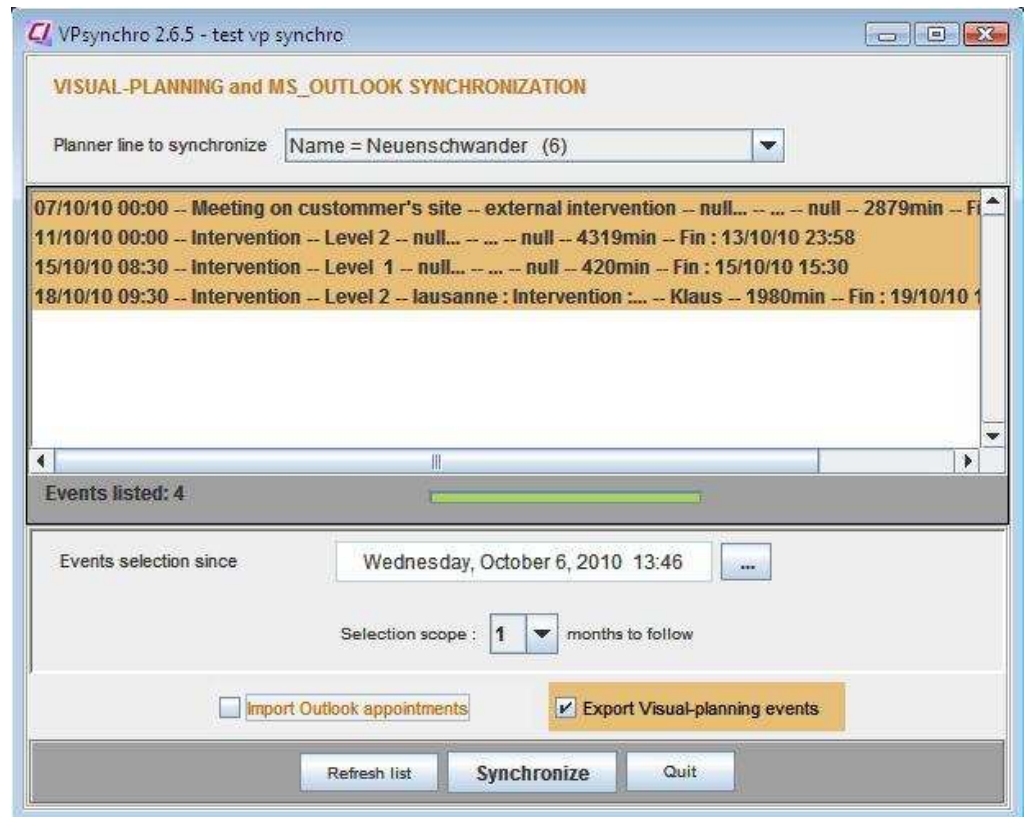 VPsynchro 2.6.5 - test vp synchro
VISUAL-PLANNING and MS_OUTLOOK SYNCHRONIZATION
Planner line to synchronize Name = Neuenschwander (6)
07/10/10 00:00 -- Meeting on custommer's site -- external intervention -- null... -- ... -- null -- 2879min -- Fi
11/10/10 00:00 -- Intervention -- Level 2 -- null... -- ... -- null -- 4319min -- Fin : 13/10/10 23:58
15/10/10 08:30 -- Intervention -- Level 1 -- null... -- ... -- null -- 420min -- Fin : 15/10/10 15:30
18/10/10 09:30 -- Intervention -- Level 2 -- lausanne : Intervention :... -- Klaus -- 1980min -- Fin : 19/10/10 1
Events listed: 4
Events selection since Wednesday, October 6, 2010 13:46 ...
Selection scope : 1 months to follow
Import Outlook appointments Export Visual-planning events
Refresh list Synchronize Quit